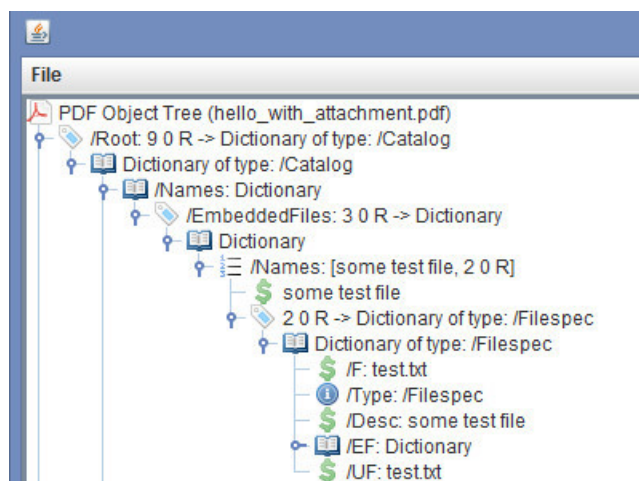 File
PDF Object Tree (hello_with_attachment.pdf)
/Root: 9 0 R -> Dictionary of type: /Catalog
Dictionary of type: /Catalog
/Names: Dictionary
/EmbeddedFiles: 3 0 R -> Dictionary
Dictionary
/Names: [some test file, 2 0 R]
some test file
2 0 R -> Dictionary of type: /Filespec
Dictionary of type: /Filespec
/F: test.txt
/Type: /Filespec
/Desc: some test file
/EF: Dictionary
/UF: test.txt